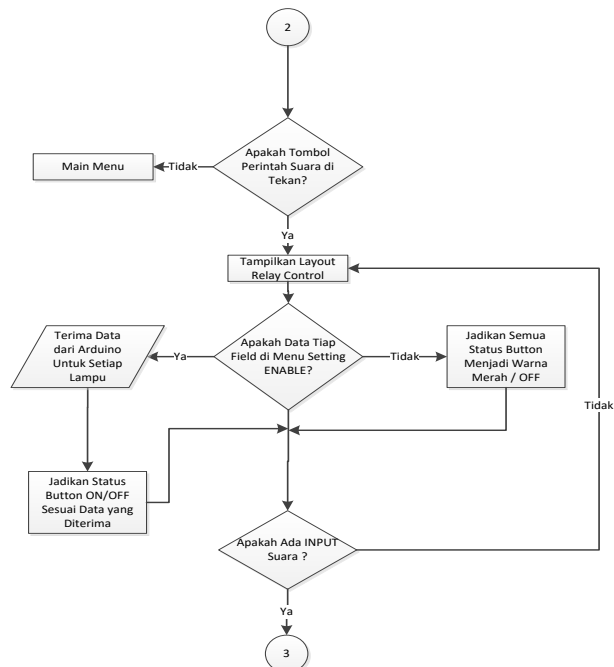 2
Apakah Tombol
Perintah Suara di
Tekan?
Tidak
Main Menu
Ya
Tampilkan Layout
Relay Control
Apakah Data Tiap
Field di Menu Setting
ENABLE?
Ya
Terima Data
dari Arduino
Untuk Setiap
Lampu
Tidak
Jadikan Semua
Status Button
Menjadi Warna
Merah / OFF
Tidak
Jadikan Status
Button ON/OFF
Sesuai Data yang
Diterima
Apakah Ada INPUT
Suara ?
Ya
3